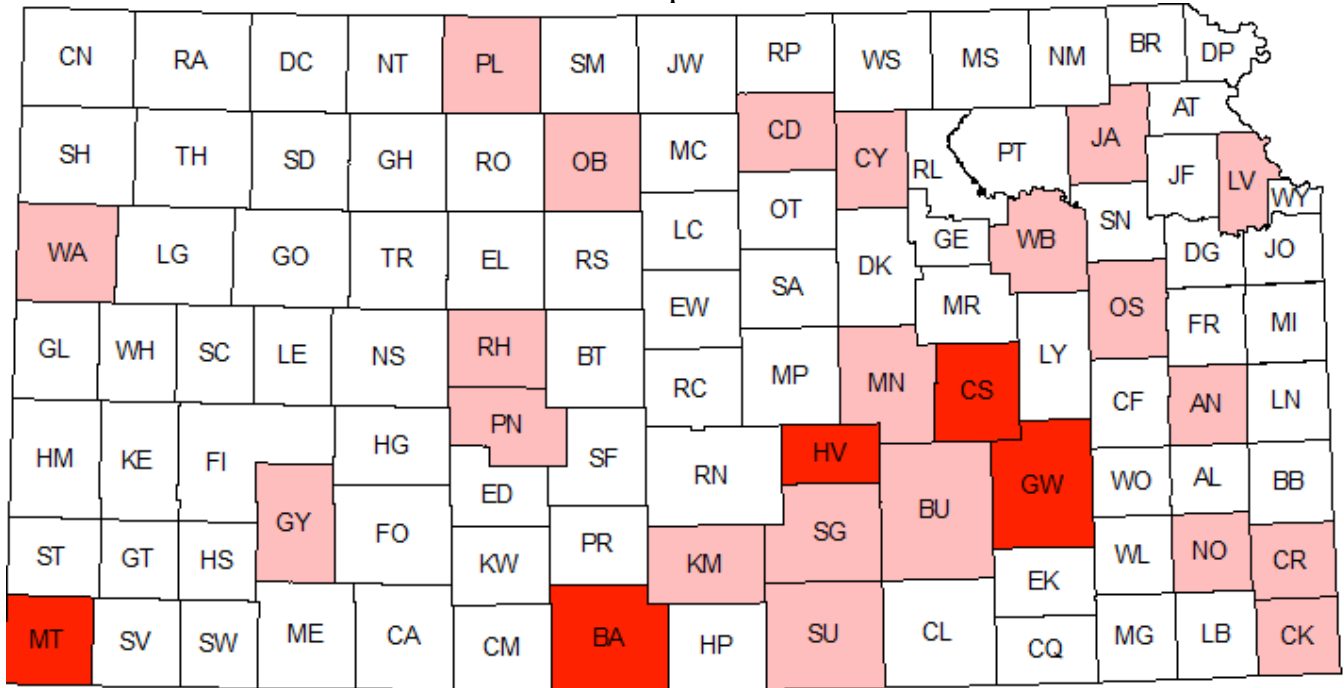 CN RA DC NT PL SM JW RP WS MS NM BR DP
SH TH SD GH RO OB MC CD CY RL PT JA AT
JF LV WY
WA LG GO TR EL RS LC OT DK GE WB SN DG JO
EW SA MR OS FR MI
GL WH SC LE NS RH BT RC MP MN CS LY CF AN LN
HM KE FI HG PN SF RN HV GW WO AL BB
ED
ST GT HS GY FO KW PR KM SG BU EK WL NO CR
MT SV SW ME CA CM BA HP SU CL CQ MG LB CK